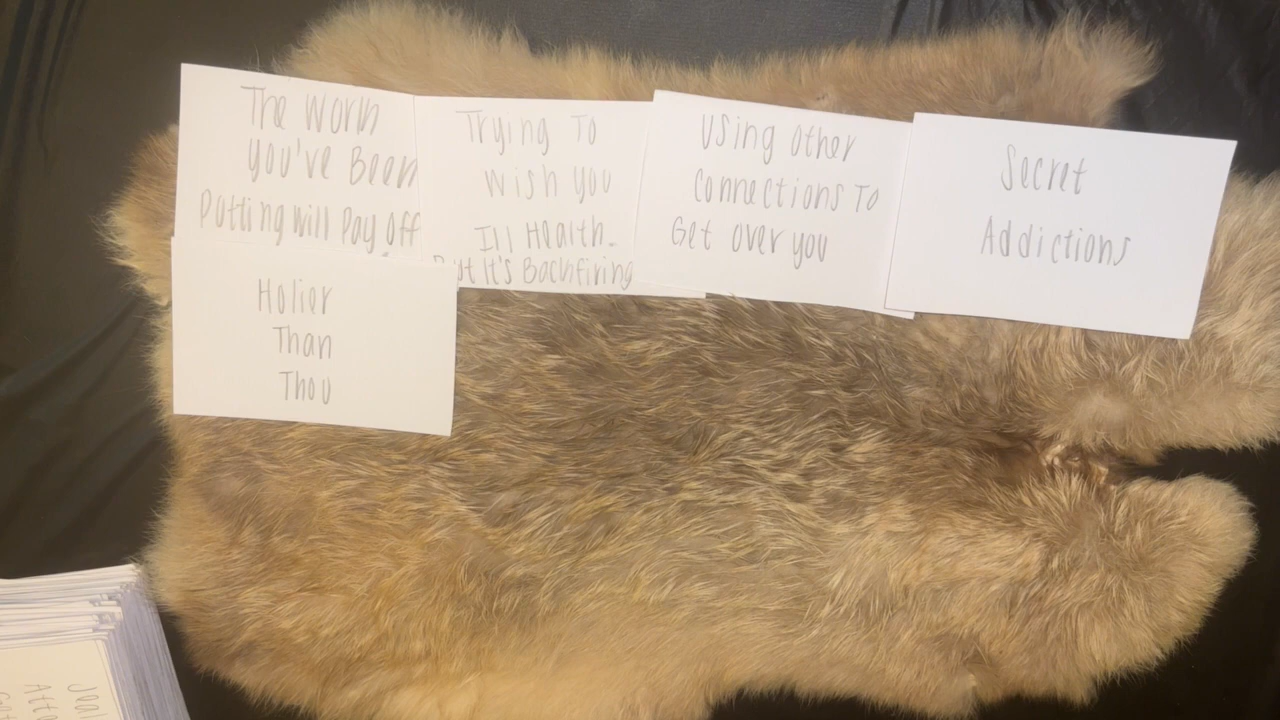 The Work
You've Been
Putting Will Pay Off
Trying To
Wish You
Ill Health.
But It's Backfiring
Using Other
Connections To
Get Over You
Secret
Addictions
Holier
Than
Thou